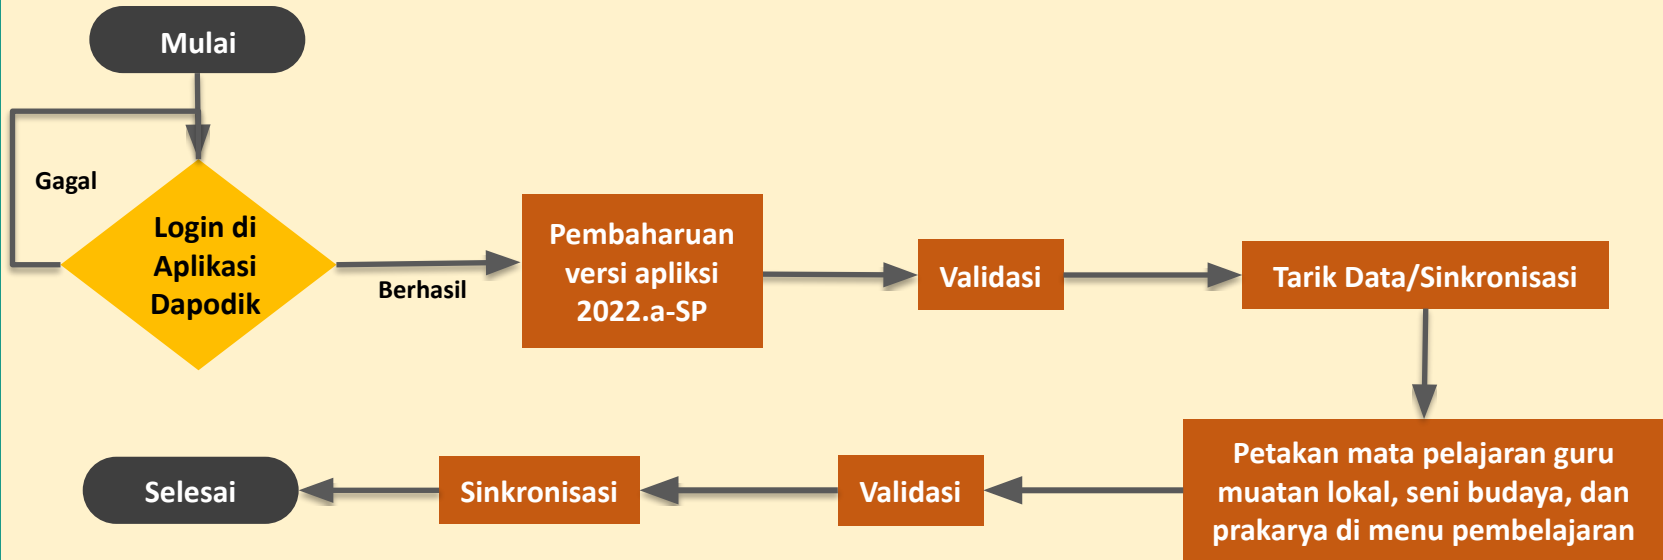 Mulai
Gagal
Login di
Aplikasi
Dapodik
Berhasil
Pembaharuan
versi apliksi
2022.a-SP
Validasi
Tarik Data/Sinkronisasi
Petakan mata pelajaran guru
muatan lokal, seni budaya, dan
prakarya di menu pembelajaran
Validasi
Sinkronisasi
Selesai